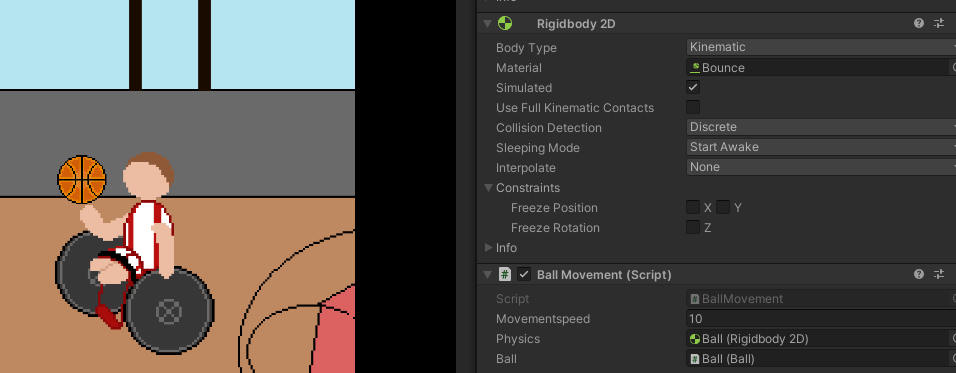 Info
Rigidbody 2D
Body Type Kinematic
Material Bounce
Simulated
Use Full Kinematic Contacts
Collision Detection Discrete
Sleeping Mode Start Awake
Interpolate None
Constraints
Freeze Position X Y
Freeze Rotation Z
Info
# Ball Movement (Script)
Script # BallMovement
Movementspeed 10
Physics Ball (Rigidbody 2D)
Ball # Ball (Ball)